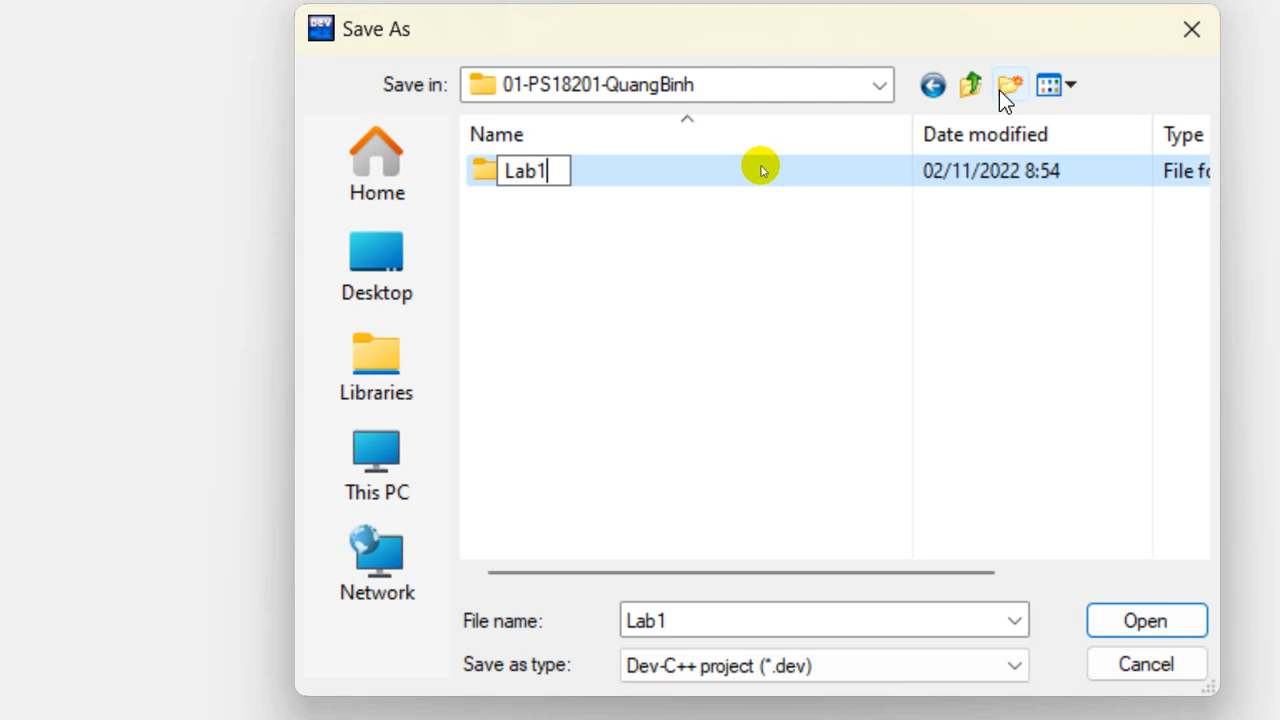 DEV
Save As
Save in: 01-PS18201-QuangBinh
Name Date modified Type
Lab1 02/11/2022 8:54 File fo
Home
Desktop
Libraries
This PC
Network
File name: Lab1 Open
Save as type: Dev-C++ project (*.dev) Cancel